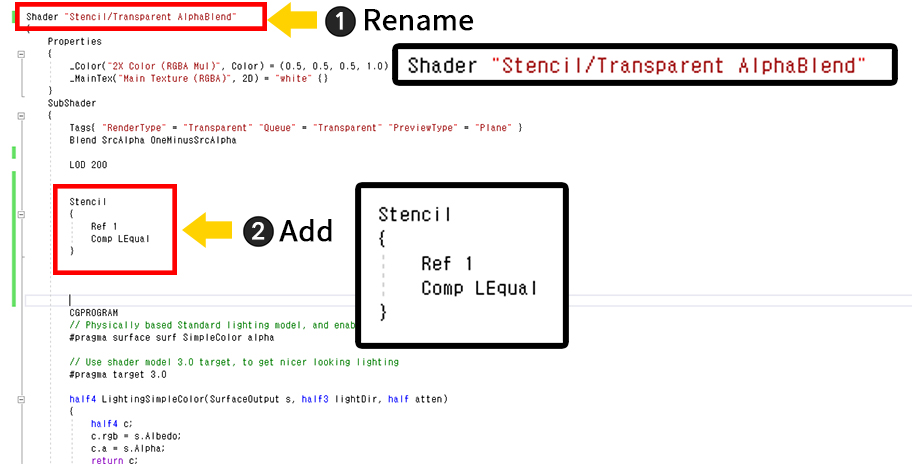 Shader "Stencil/Transparent AlphaBlend"
1 Rename
{
Properties
{
_Color("2X Color (RGBA Mul)", Color) = (0.5, 0.5, 0.5, 1.0)
_MainTex("Main Texture (RGBA)", 2D) = "white" {}
}
Shader "Stencil/Transparent AlphaBlend"
SubShader
{
Tags{ "RenderType" = "Transparent" "Queue" = "Transparent" "PreviewType" = "Plane" }
Blend SrcAlpha OneMinusSrcAlpha
LOD 200
Stencil
{
Ref 1
Comp LEqual
}
2 Add
Stencil
{
Ref 1
Comp LEqual
}
CGPROGRAM
// Physically based Standard lighting model, and enab
#pragma surface surf SimpleColor alpha
// Use shader model 3.0 target, to get nicer looking lighting
#pragma target 3.0
half4 LightingSimpleColor(SurfaceOutput s, half3 lightDir, half atten)
{
half4 c;
c.rgb = s.Albedo;
c.a = s.Alpha;
return c;